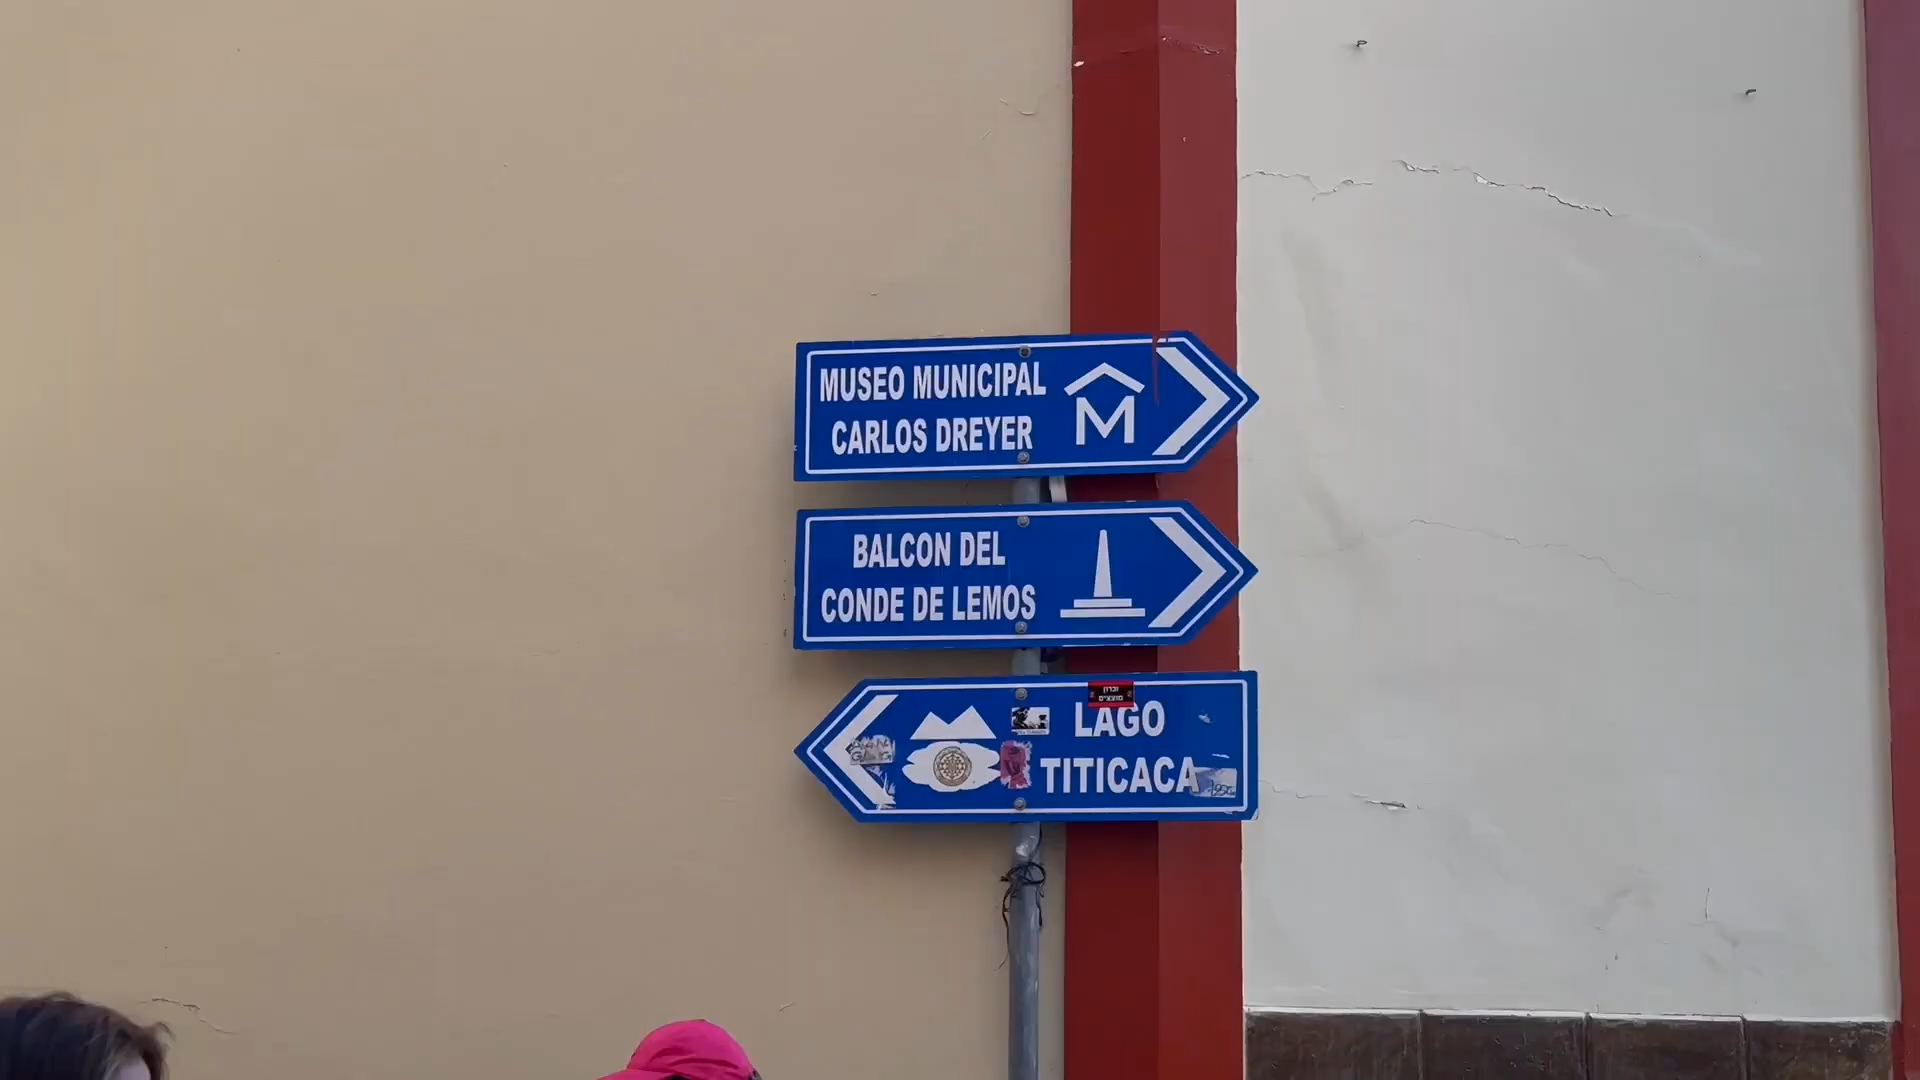 MUSEO MUNICIPAL
CARLOS DREYER
M
BALCON DEL
CONDE DE LEMOS
LAGO
TITICACA